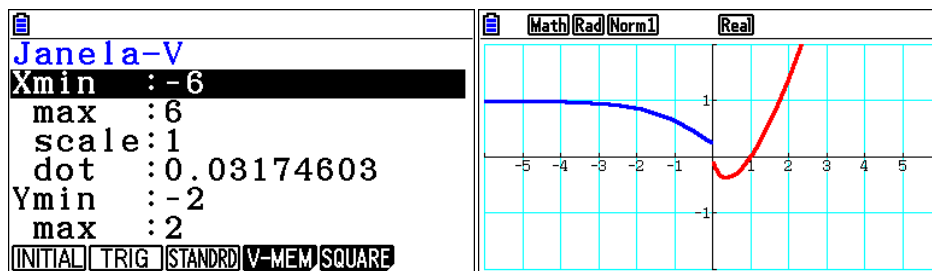 Janela-V
Xmin :-6
max :6
scale:1
dot :0.03174603
Ymin :-2
max :2
INITIAL TRIG STANDRD V-MEM SQUARE
Math Rad Norm1 Real
1
-5 -4 -3 -2 -1 1 2 3 4 5
-1